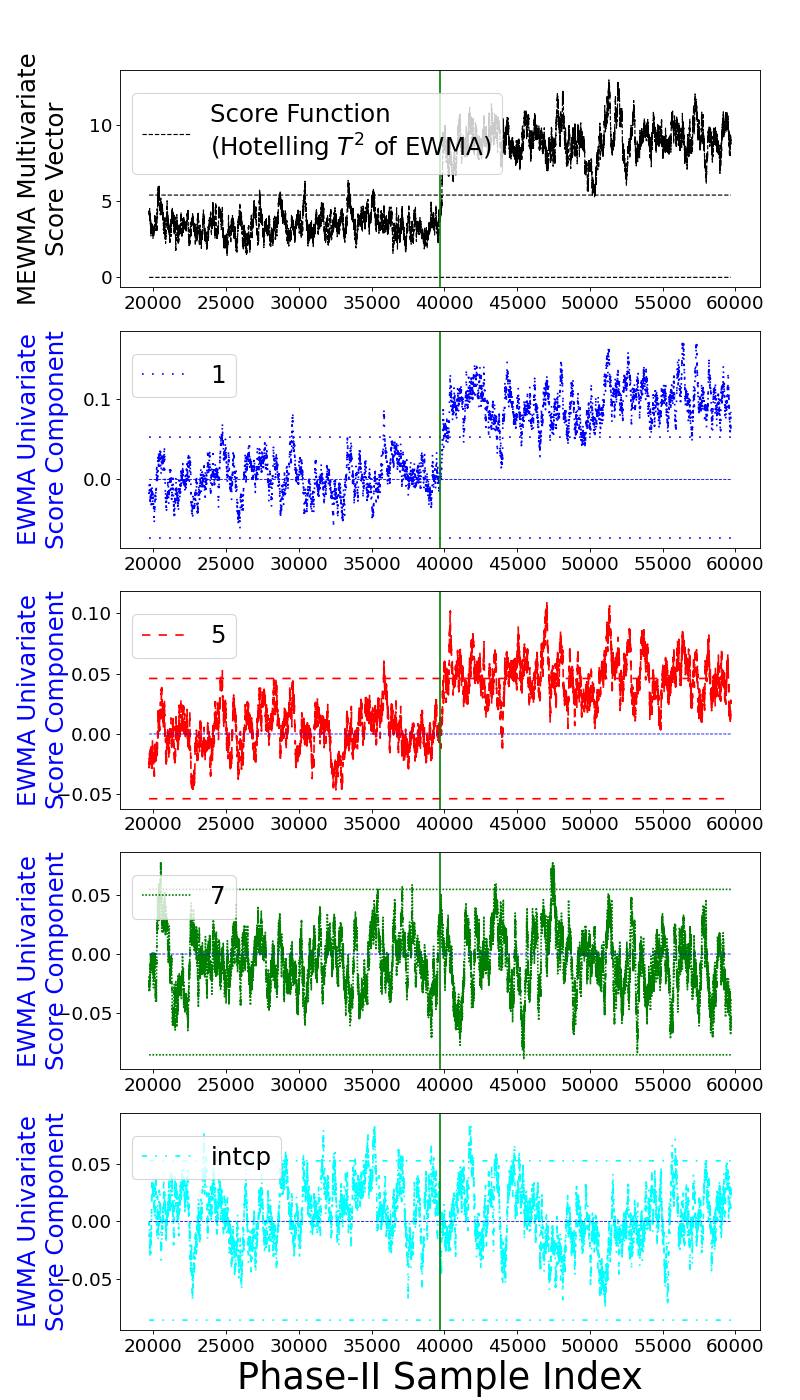 MEWMA Multivariate
Score Vector
Score Function
(Hotelling T² of EWMA)
10
5
0
20000 25000 30000 35000 40000 45000 50000 55000 60000
EWMA Univariate
Score Component
1
0.1
0.0
20000 25000 30000 35000 40000 45000 50000 55000 60000
EWMA Univariate
Score Component
5
0.10
0.05
0.00
−0.05
20000 25000 30000 35000 40000 45000 50000 55000 60000
EWMA Univariate
Score Component
7
0.05
0.00
−0.05
20000 25000 30000 35000 40000 45000 50000 55000 60000
EWMA Univariate
Score Component
intcp
0.05
0.00
−0.05
20000 25000 30000 35000 40000 45000 50000 55000 60000
Phase-II Sample Index